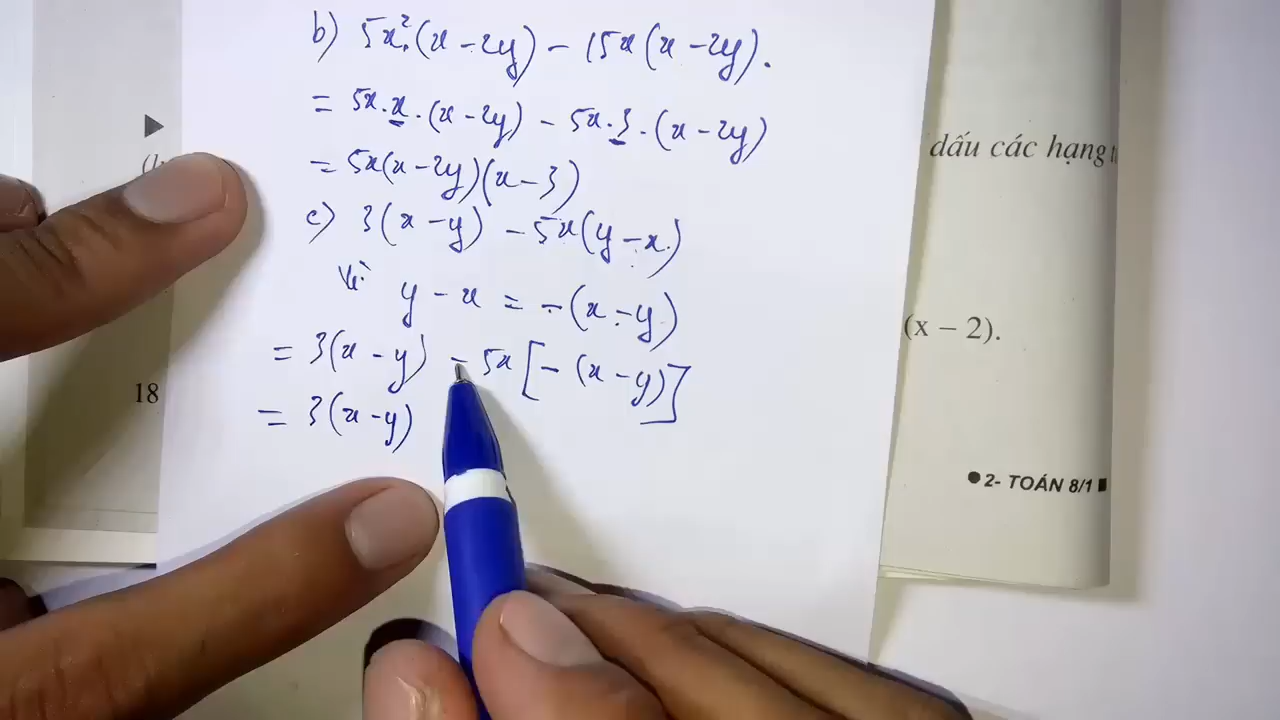 b) 5x²(x - 2y) - 15x(x - 2y).
= 5x.x.(x - 2y) - 5x.3.(x - 2y)
= 5x(x - 2y)(x - 3)
c) 3(x - y) - 5x(y - x)
Vì y - x = -(x - y)
= 3(x - y) - 5x[-(x - y)]
= 3(x - y)
18
dấu các hạng
(x – 2).
2- TOÁN 8/1